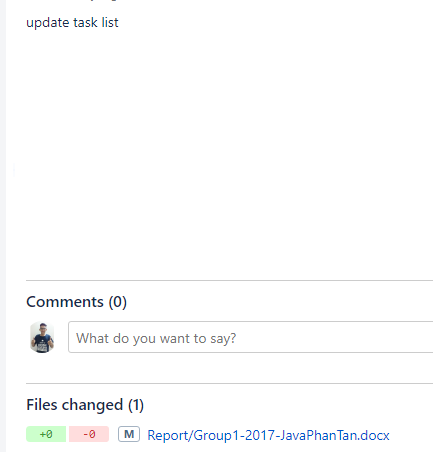 update task list
Comments (0)
What do you want to say?
Files changed (1)
+0 -0 M Report/Group1-2017-JavaPhanTan.docx